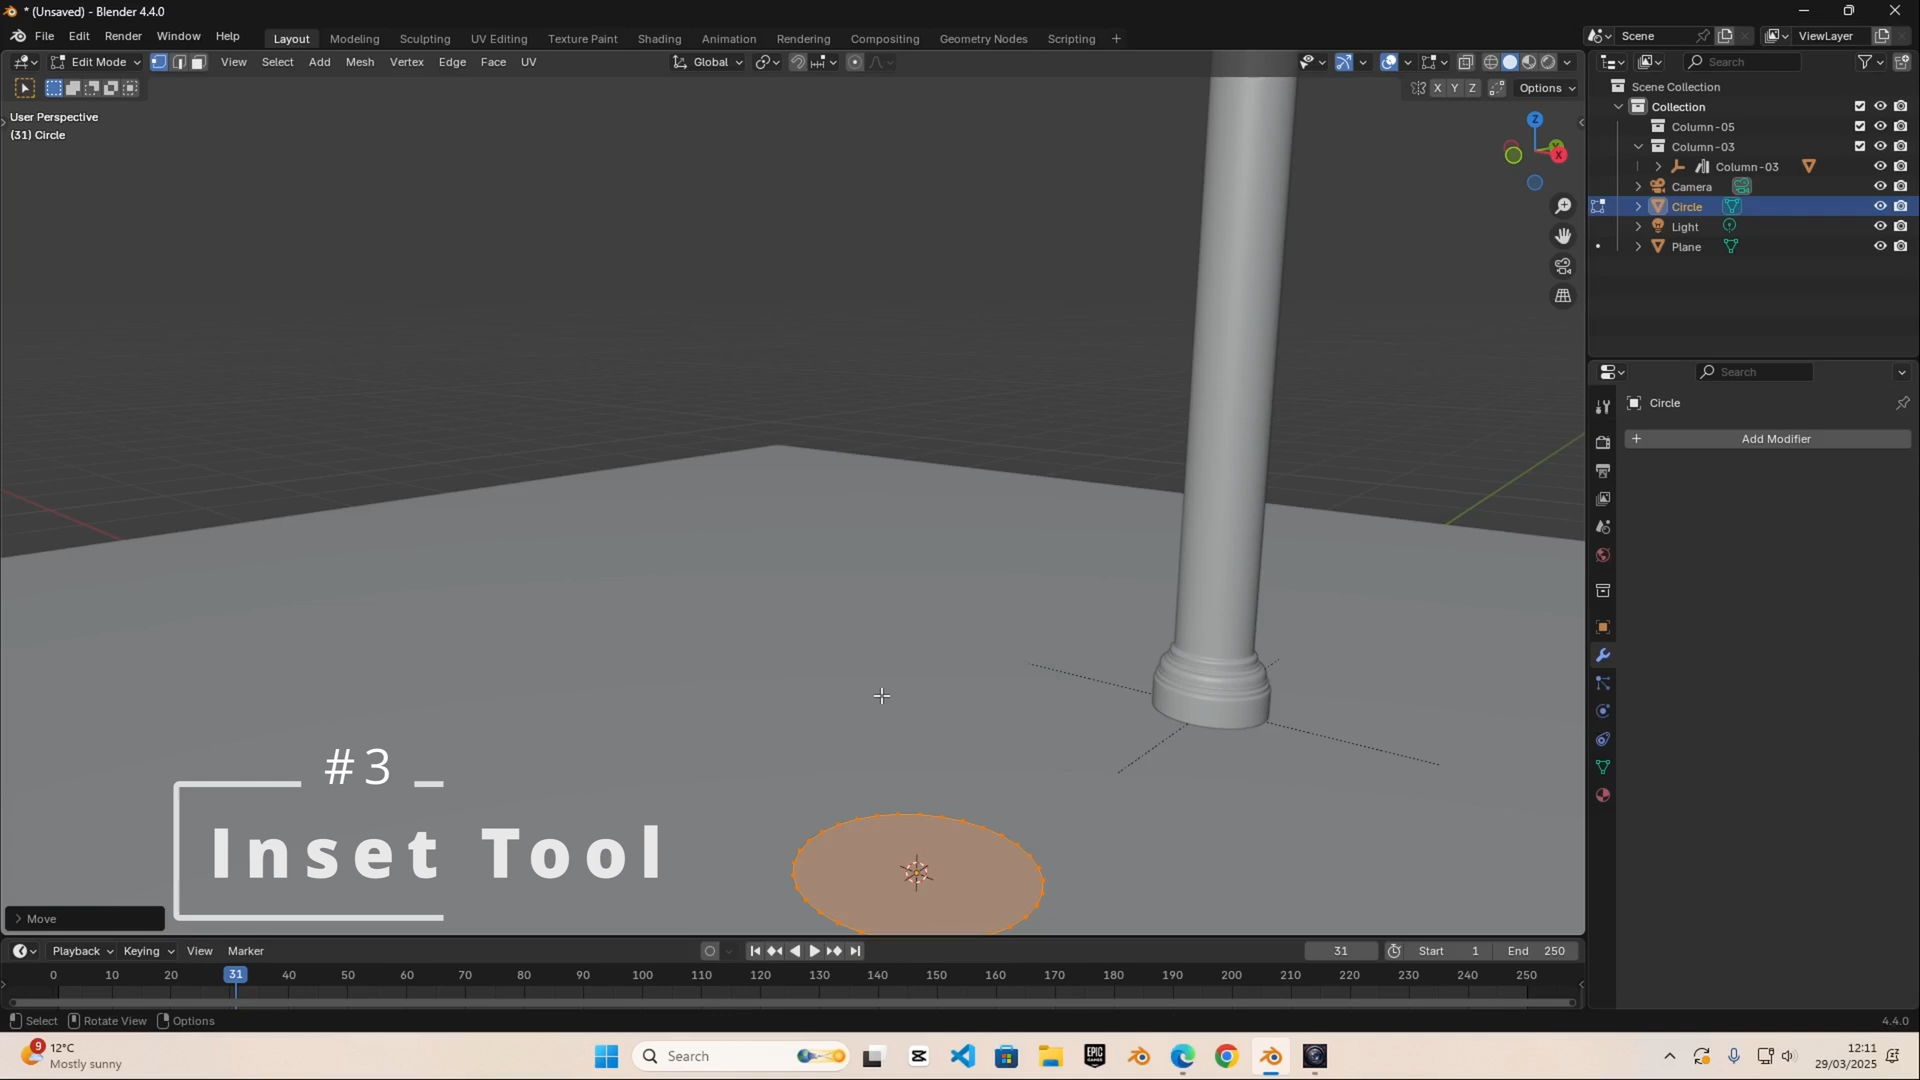 * (Unsaved) - Blender 4.4.0
File Edit Render Window Help Layout Modeling Sculpting UV Editing Texture Paint Shading Animation Rendering Compositing Geometry Nodes Scripting + Scene ViewLayer
Edit Mode View Select Add Mesh Vertex Edge Face UV Global Search
X Y Z Options
User Perspective
(31) Circle
Z
X
Scene Collection
Collection
Column-05
Column-03
Column-03
Camera
Circle
Light
Plane
Search
Circle
+ Add Modifier
#3
Inset Tool
> Move
Playback Keying View Marker 31 Start 1 End 250
0 10 20 31 40 50 60 70 80 90 100 110 120 130 140 150 160 170 180 190 200 210 220 230 240 250
Select Rotate View Options 4.4.0
9 12°C
Mostly sunny
Search
EPIC GAMES
12:11
29/03/2025